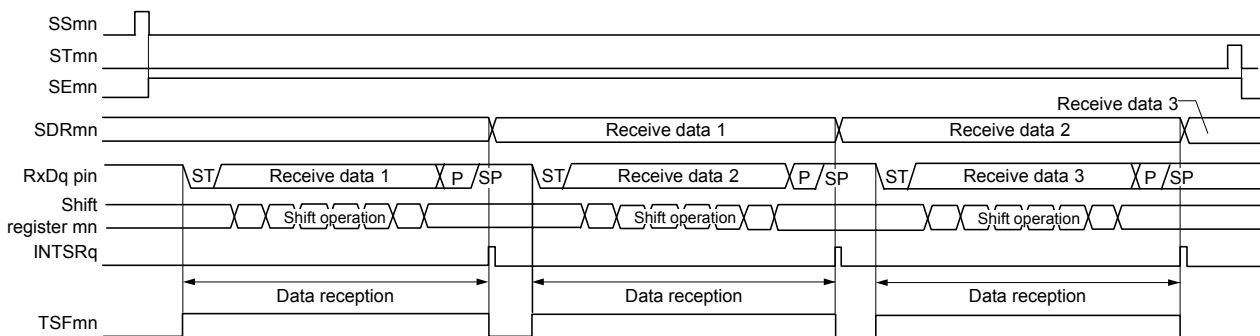 SSmn
STmn
SEmn
Receive data 3
SDRmn Receive data 1 Receive data 2
RxDq pin ST Receive data 1 P SP ST Receive data 2 P SP ST Receive data 3 P SP
Shift
register mn Shift operation Shift operation Shift operation
INTSRq
Data reception Data reception Data reception
TSFmn